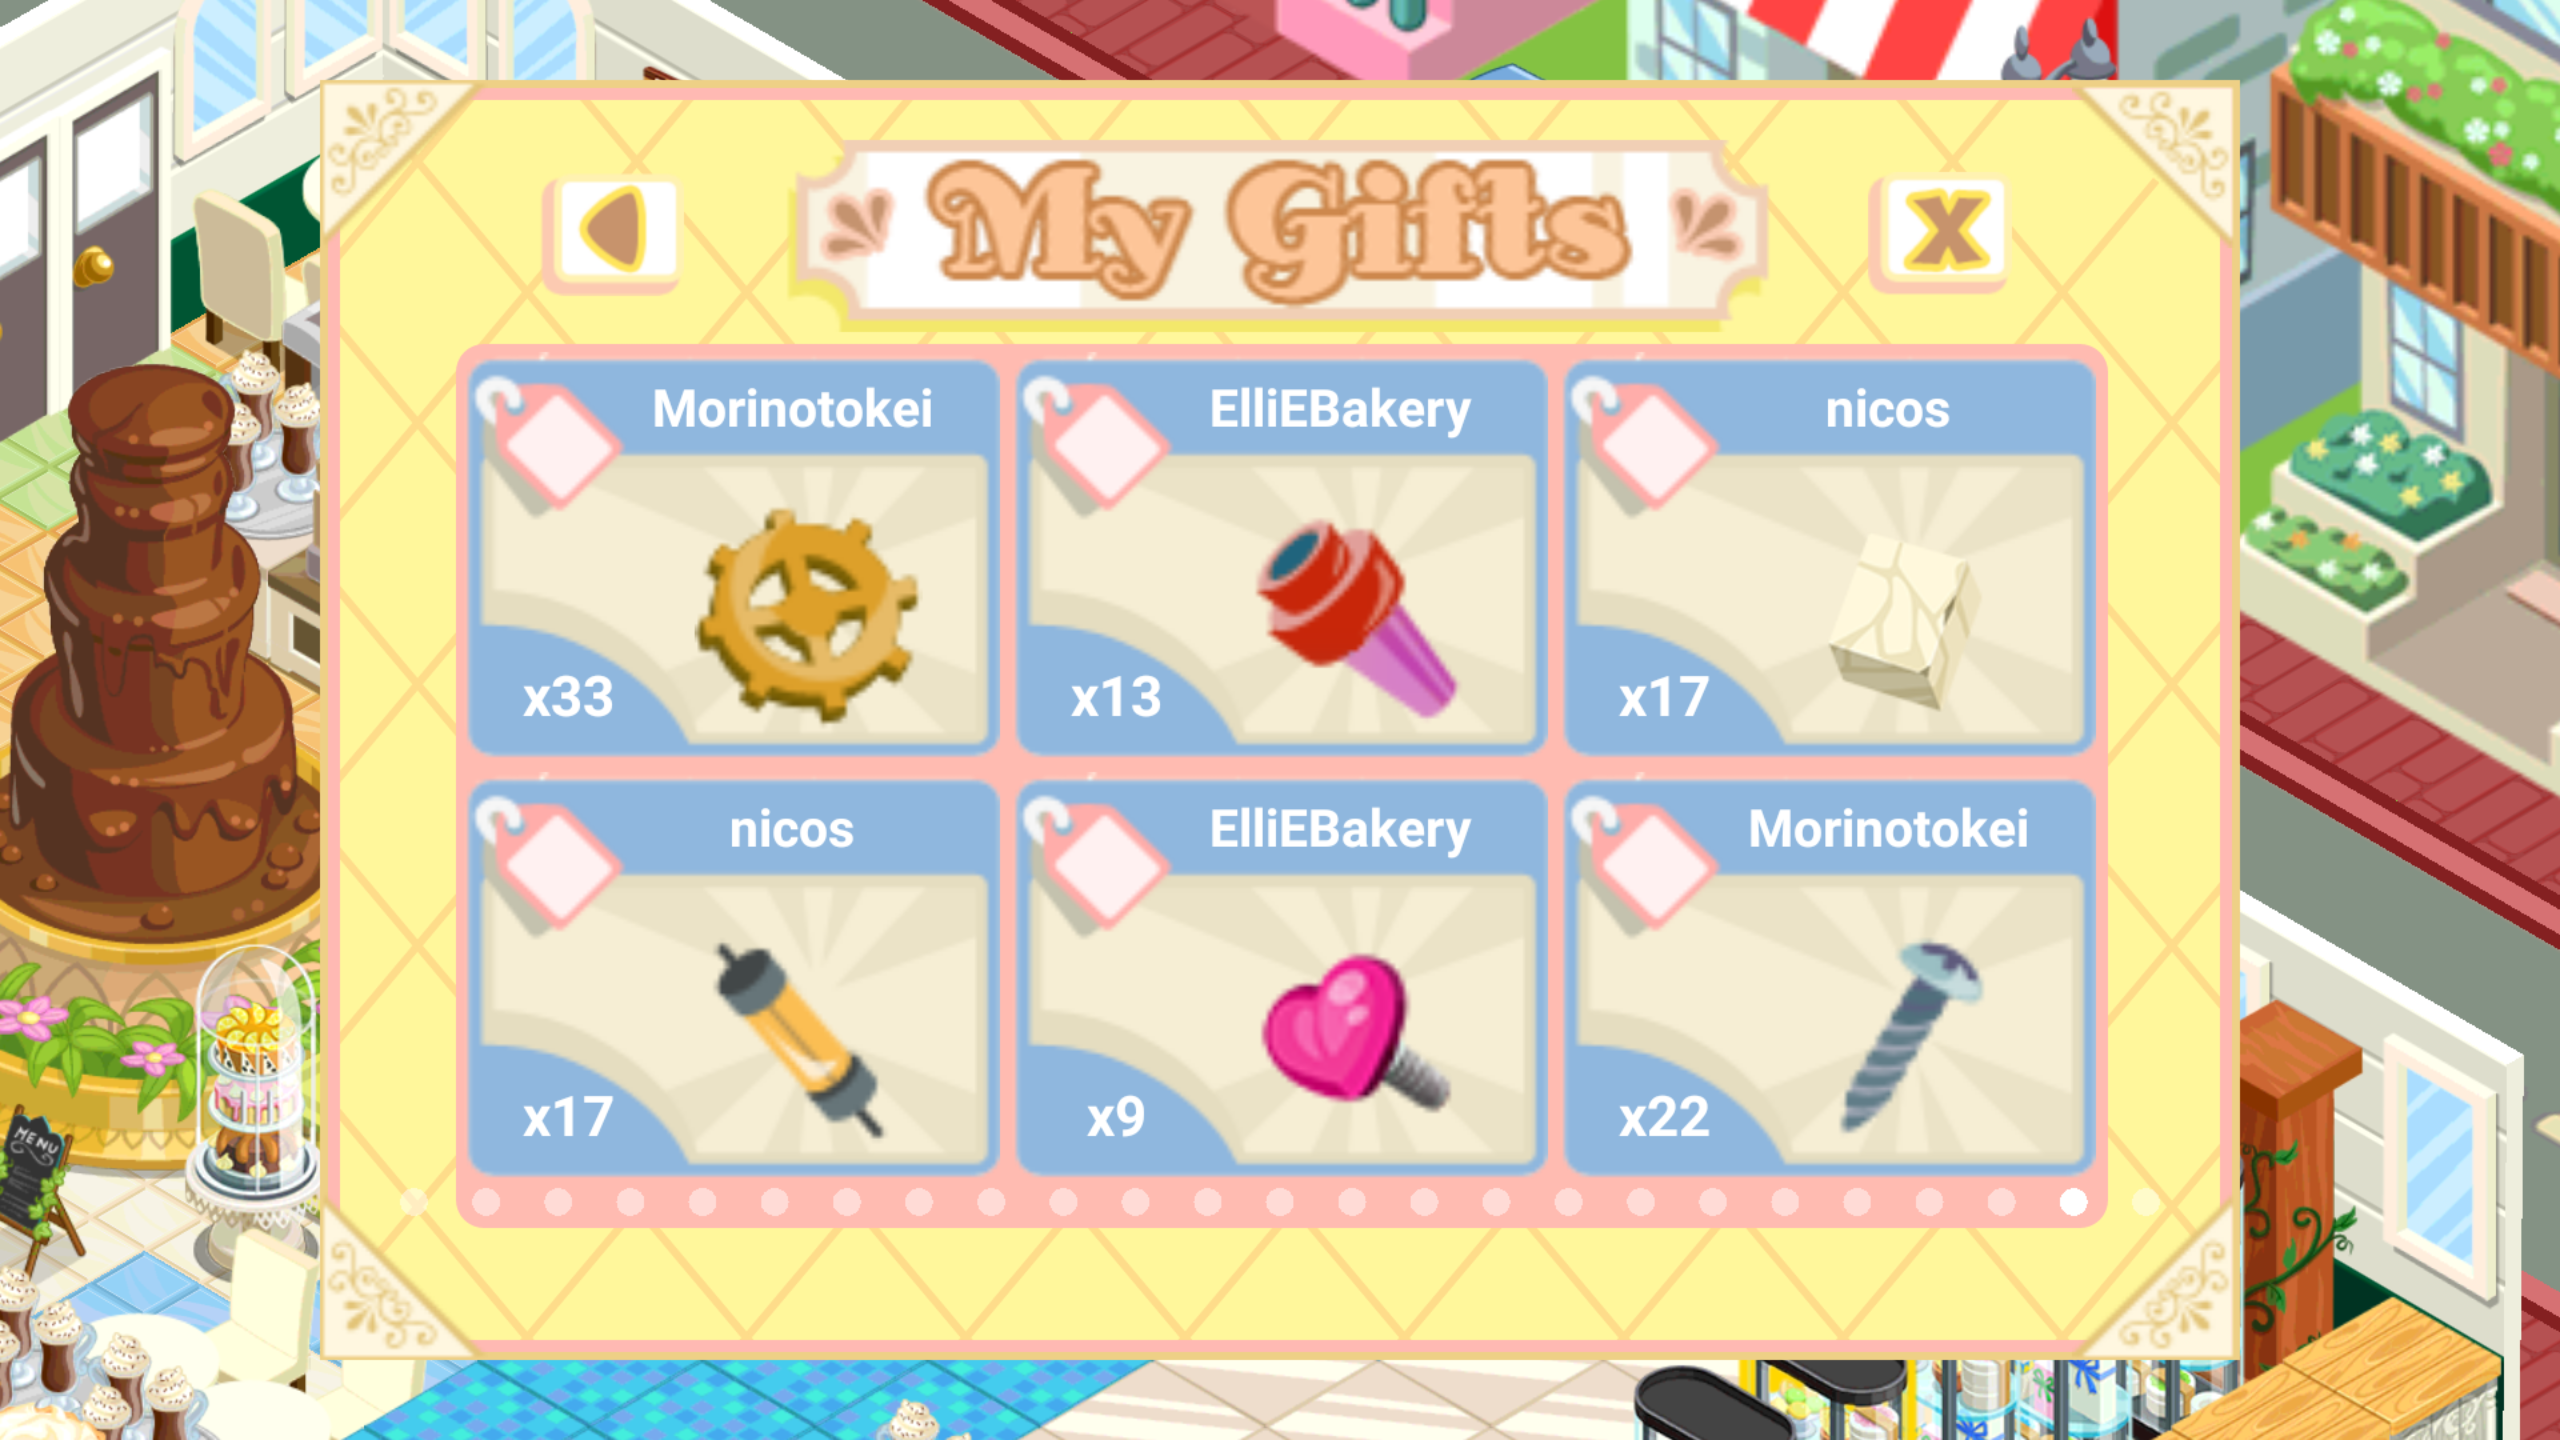 My Gifts
X
Morinotokei
x33
ElliEBakery
x13
nicos
x17
nicos
x17
ElliEBakery
x9
Morinotokei
x22
MENU